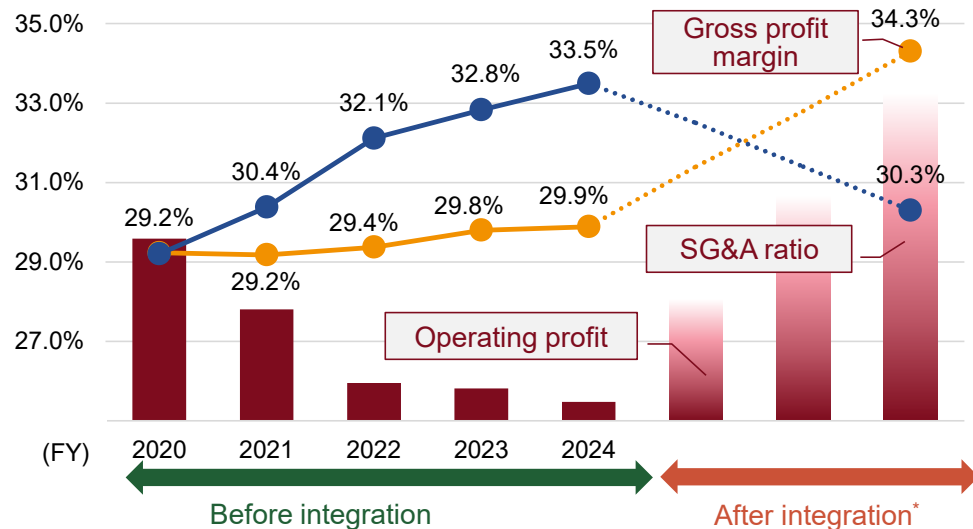 35.0%
33.0%
31.0%
29.0%
27.0%
29.2%
30.4%
32.1%
32.8%
33.5%
29.2%
29.4%
29.8%
29.9%
34.3%
30.3%
Gross profit
margin
SG&A ratio
Operating profit
(FY) 2020 2021 2022 2023 2024
Before integration
After integration*